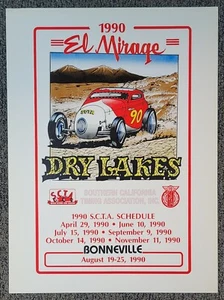 1990
El Mirage
90
DRY LAKES
S.C.T.A.
SOUTHERN CALIFORNIA
TIMING ASSOCIATION, INC.
1990 S.C.T.A. SCHEDULE
April 29, 1990 • June 10, 1990
July 15, 1990 • September 9, 1990
October 14, 1990 • November 11, 1990
BONNEVILLE
August 19-25, 1990